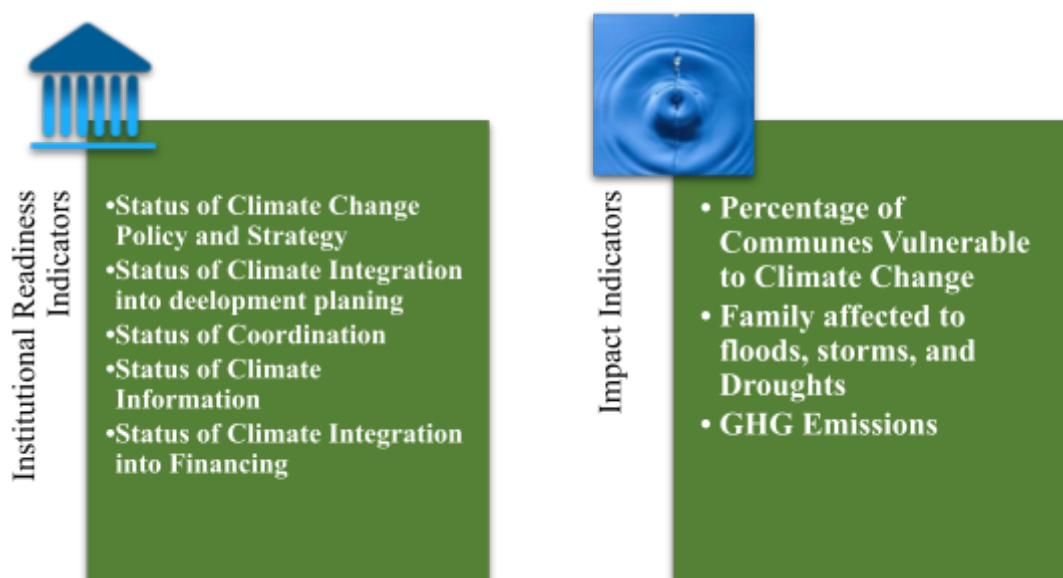 Institutional Readiness
Indicators
•Status of Climate Change
Policy and Strategy
•Status of Climate Integration
into deelopment planing
•Status of Coordination
•Status of Climate
Information
•Status of Climate Integration
into Financing
Impact Indicators
• Percentage of
Communes Vulnerable
to Climate Change
• Family affected to
floods, storms, and
Droughts
• GHG Emissions